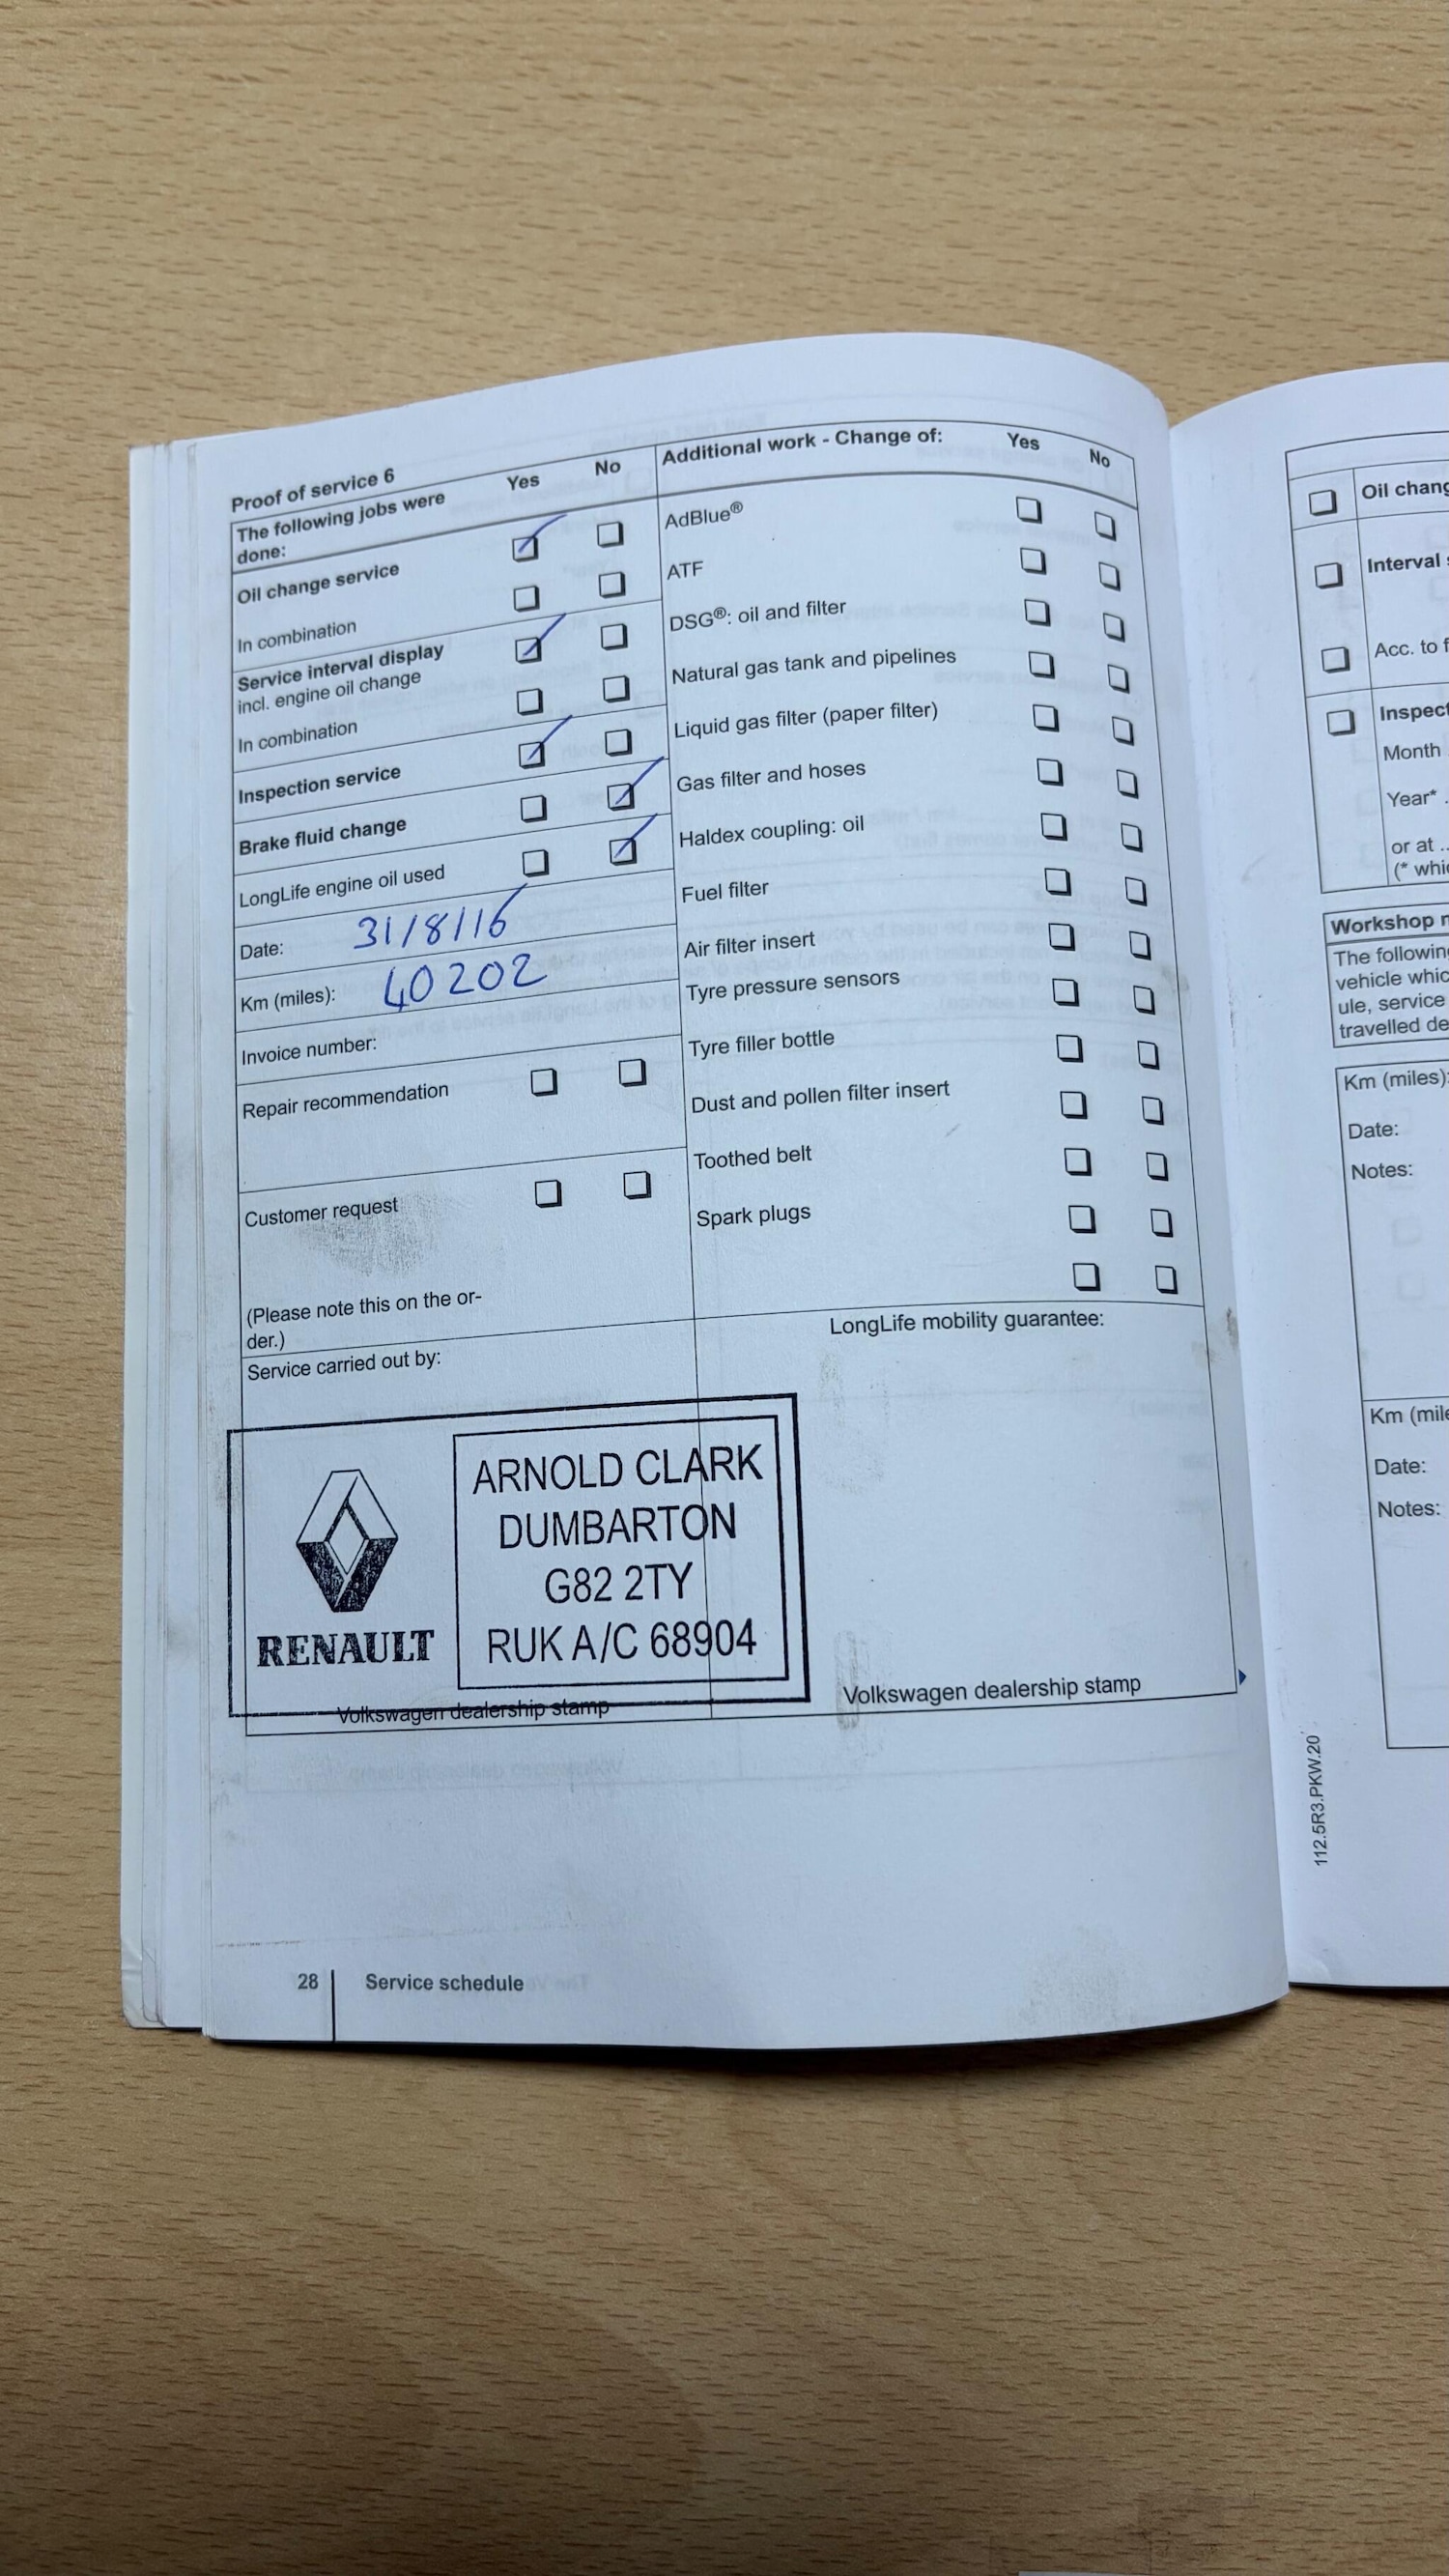 Proof of service 6
The following jobs were
done:
Yes
No
Oil change service
In combination
Service interval display
incl. engine oil change
In combination
Inspection service
Brake fluid change
LongLife engine oil used
Date: 31/8/16
Km (miles): 40202
Invoice number:
Repair recommendation
Customer request
(Please note this on the or-
der.)
Service carried out by:
RENAULT
ARNOLD CLARK
DUMBARTON
G82 2TY
RUK A/C 68904
Volkswagen dealership stamp
Additional work - Change of:
Yes
No
AdBlue®
ATF
DSG®: oil and filter
Natural gas tank and pipelines
Liquid gas filter (paper filter)
Gas filter and hoses
Haldex coupling: oil
Fuel filter
Air filter insert
Tyre pressure sensors
Tyre filler bottle
Dust and pollen filter insert
Toothed belt
Spark plugs
LongLife mobility guarantee:
Volkswagen dealership stamp
28
Service schedule
Oil chang
Interval
Acc. to f
Inspect
Month
Year* .
or at ..
(* whic
Workshop
The following
vehicle whic
ule, service
travelled de
Km (miles):
Date:
Notes:
Km (mile
Date:
Notes:
112.5R3.PKW.20